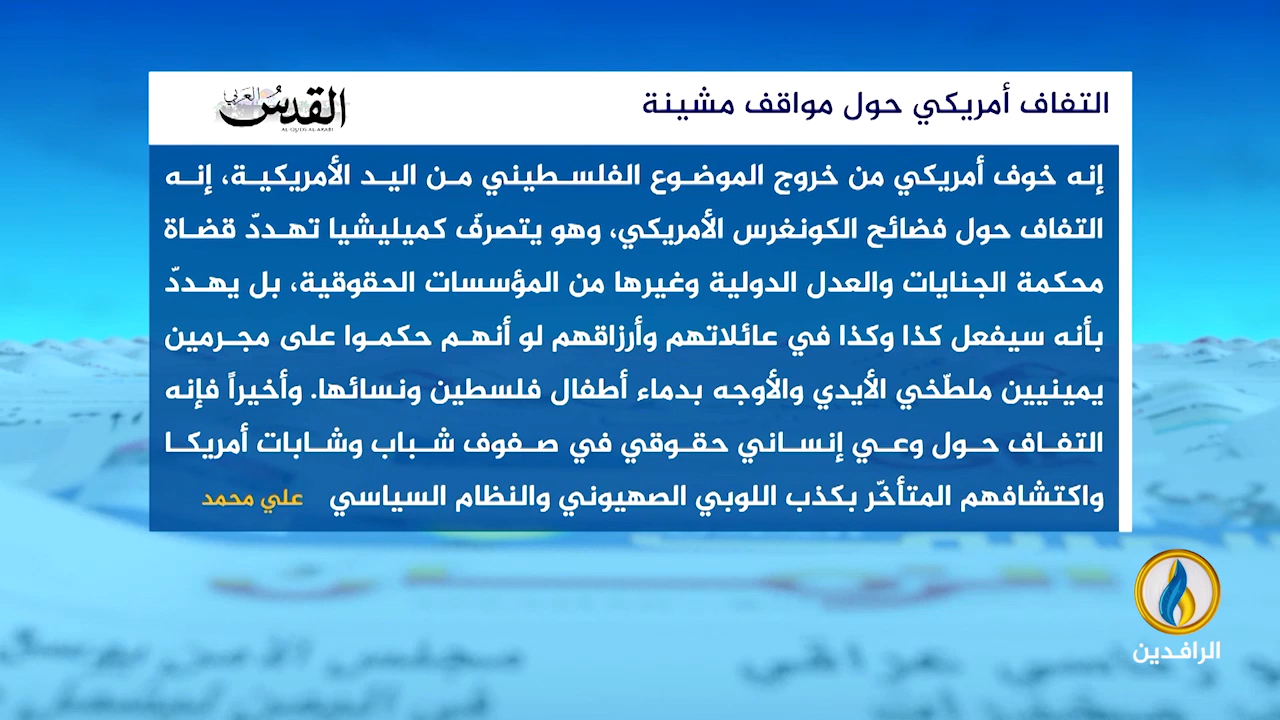 التفاف أمريكي حول مواقف مشينة
القدس العربي
AL-QUDS AL-ARABI
إنه خوف أمريكي من خروج الموضوع الفلسطيني من اليد الأمريكية، إنه
التفاف حول فضائح الكونغرس الأمريكي، وهو يتصرفّ كميليشيا تهددّ قضاة
محكمة الجنايات والعدل الدولية وغيرها من المؤسسات الحقوقية، بل يهددّ
بأنه سيفعل كذا وكذا في عائلاتهم وأرزاقهم لو أنهم حكموا على مجرمين
يمينيين ملطّخي الأيدي والأوجه بدماء أطفال فلسطين ونسائها. وأخيراً فإنه
التفاف حول وعي إنساني حقوقي في صفوف شباب وشابات أمريكا
واكتشافهم المتأخّر بكذب اللوبي الصهيوني والنظام السياسي علي محمد
الرافدين
مجلس الأمن